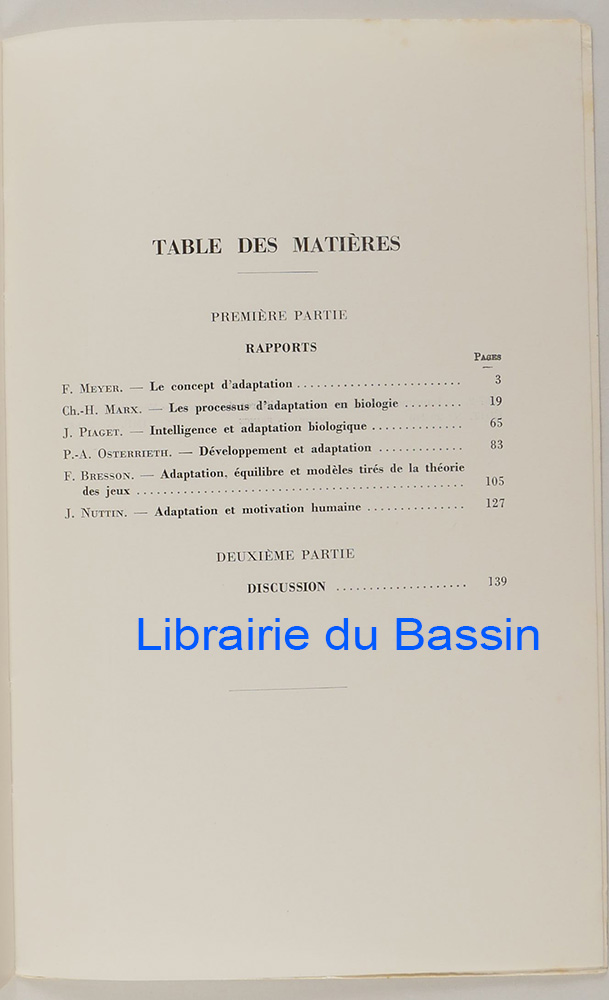 TABLE DES MATIÈRES
PREMIÈRE PARTIE
RAPPORTS
PAGES
F. MEYER. — Le concept d'adaptation ......................... 3
Ch.-H. MARX. — Les processus d'adaptation en biologie ......... 19
J. PIAGET. — Intelligence et adaptation biologique .............. 65
P.-A. OSTERRIETH. — Développement et adaptation ............. 83
F. BRESSON. — Adaptation, équilibre et modèles tirés de la théorie
des jeux .................................................. 105
J. NUTTIN. — Adaptation et motivation humaine ............... 127
DEUXIÈME PARTIE
DISCUSSION .................... 139
Librairie du Bassin